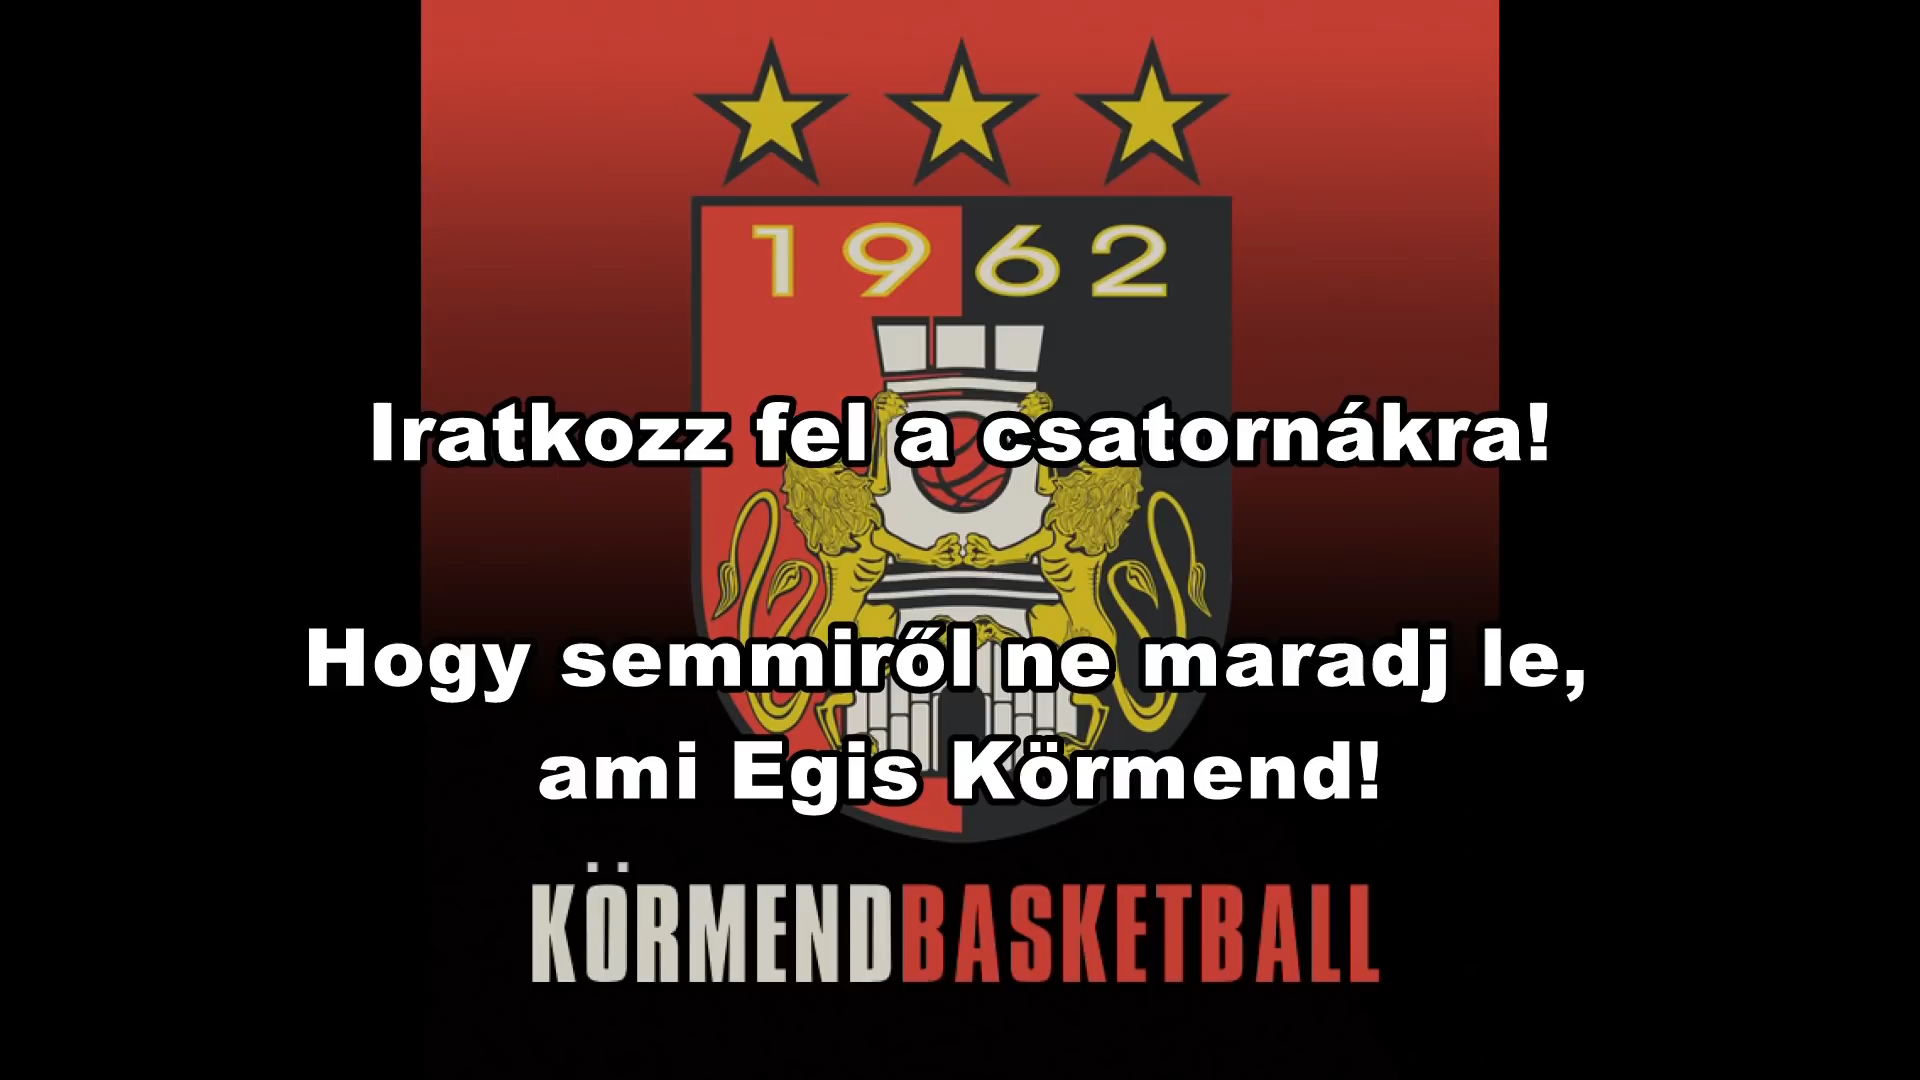 1962
Iratkozz fel a csatornákra!
Hogy semmiről ne maradj le,
ami Egis Körmend!
KÖRMENDBASKETBALL